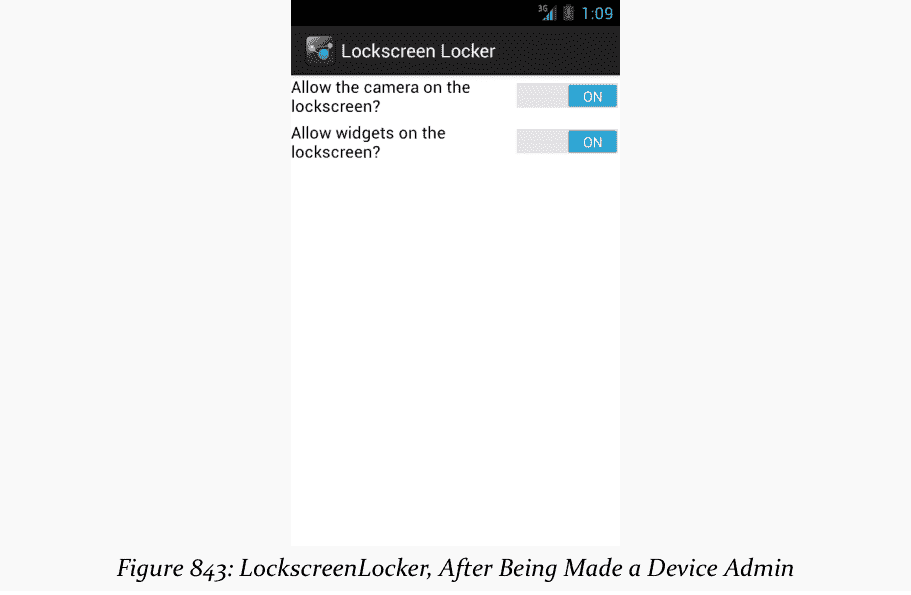 3G 1:09
Lockscreen Locker
Allow the camera on the
lockscreen?
ON
Allow widgets on the
lockscreen?
ON
Figure 843: LockscreenLocker, After Being Made a Device Admin